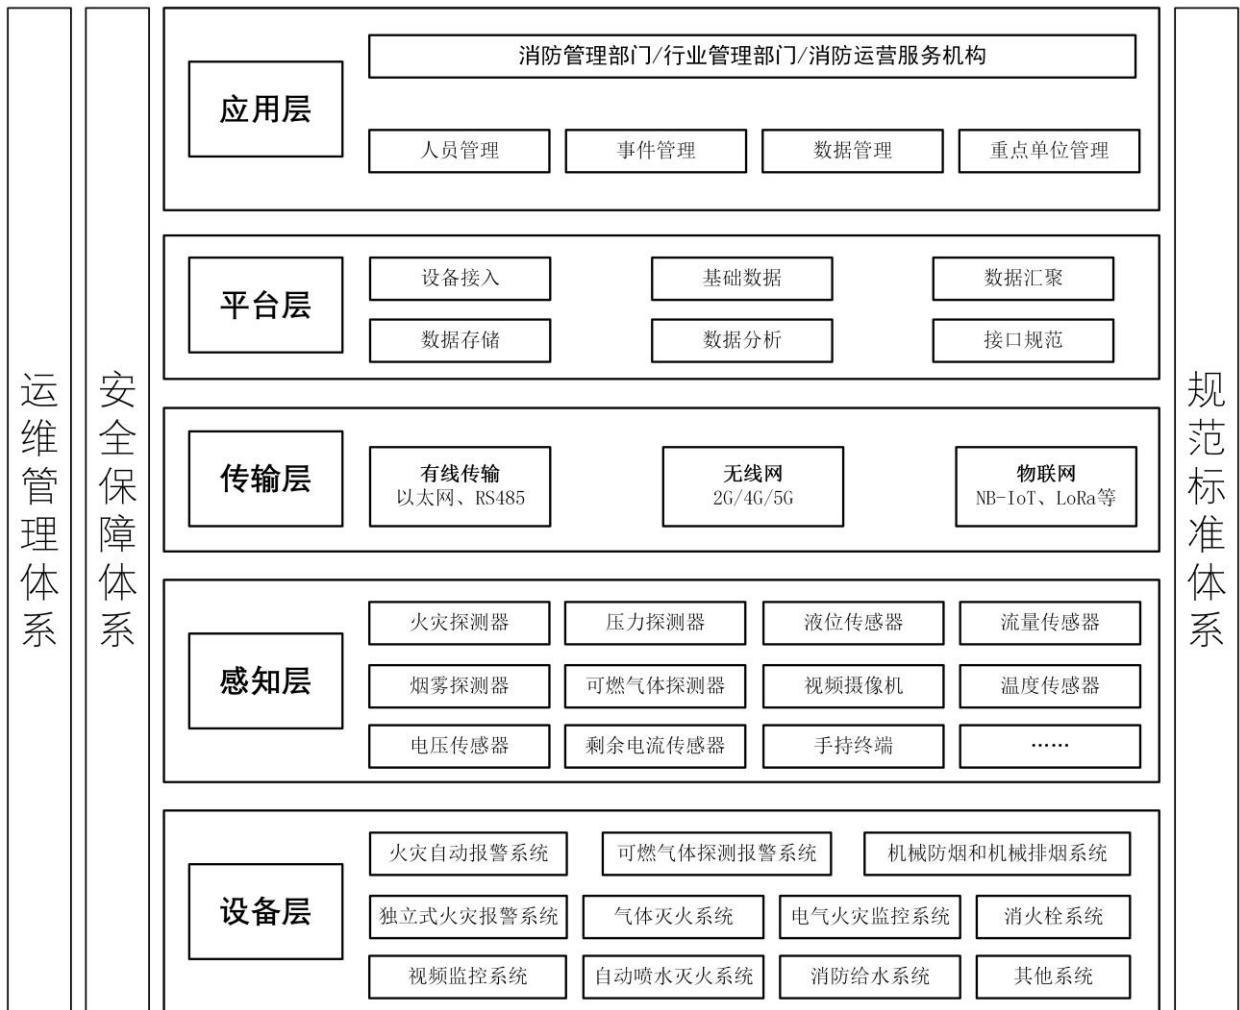 运维管理体系
安全保障体系
应用层
消防管理部门/行业管理部门/消防运营服务机构
人员管理
事件管理
数据管理
重点单位管理
平台层
设备接入
基础数据
数据汇聚
数据存储
数据分析
接口规范
传输层
有线传输
以太网、RS485
无线网
2G/4G/5G
物联网
NB-IoT、LoRa等
感知层
火灾探测器
压力探测器
液位传感器
流量传感器
烟雾探测器
可燃气体探测器
视频摄像机
温度传感器
电压传感器
剩余电流传感器
手持终端
……
设备层
火灾自动报警系统
可燃气体探测报警系统
机械防烟和机械排烟系统
独立式火灾报警系统
气体灭火系统
电气火灾监控系统
消火栓系统
视频监控系统
自动喷水灭火系统
消防给水系统
其他系统
规范标准体系